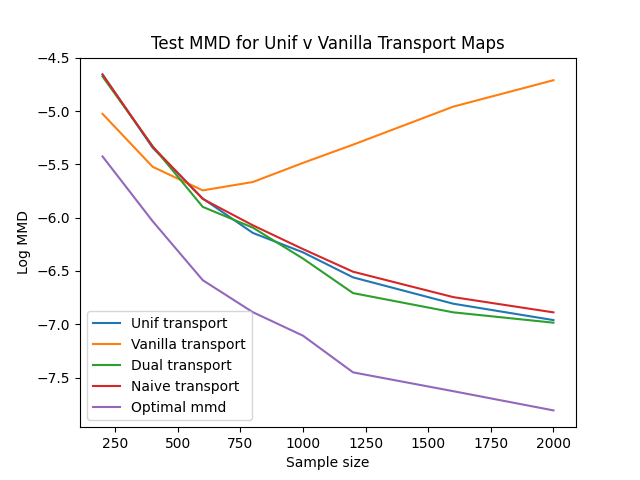 Test MMD for Unif v Vanilla Transport Maps
−4.5
−5.0
−5.5
−6.0
−6.5
−7.0
−7.5
Log MMD
Unif transport
Vanilla transport
Dual transport
Naive transport
Optimal mmd
250
500
750
1000
1250
1500
1750
2000
Sample size